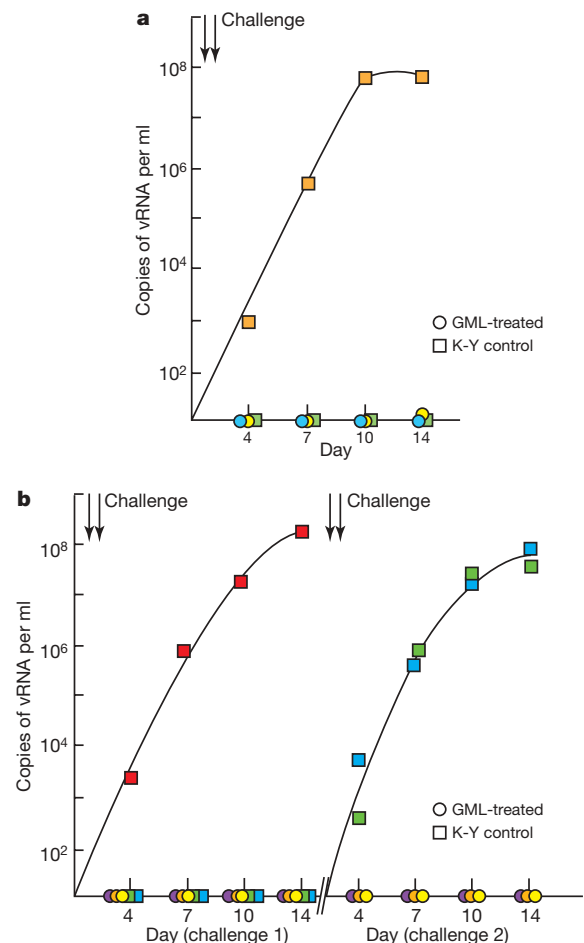 a
Challenge
Copies of vRNA per ml
10^8
10^6
10^4
10^2
GML-treated
K-Y control
4 7 10 14
Day
b
Challenge Challenge
Copies of vRNA per ml
10^8
10^6
10^4
10^2
GML-treated
K-Y control
4 7 10 14 4 7 10 14
Day (challenge 1) Day (challenge 2)